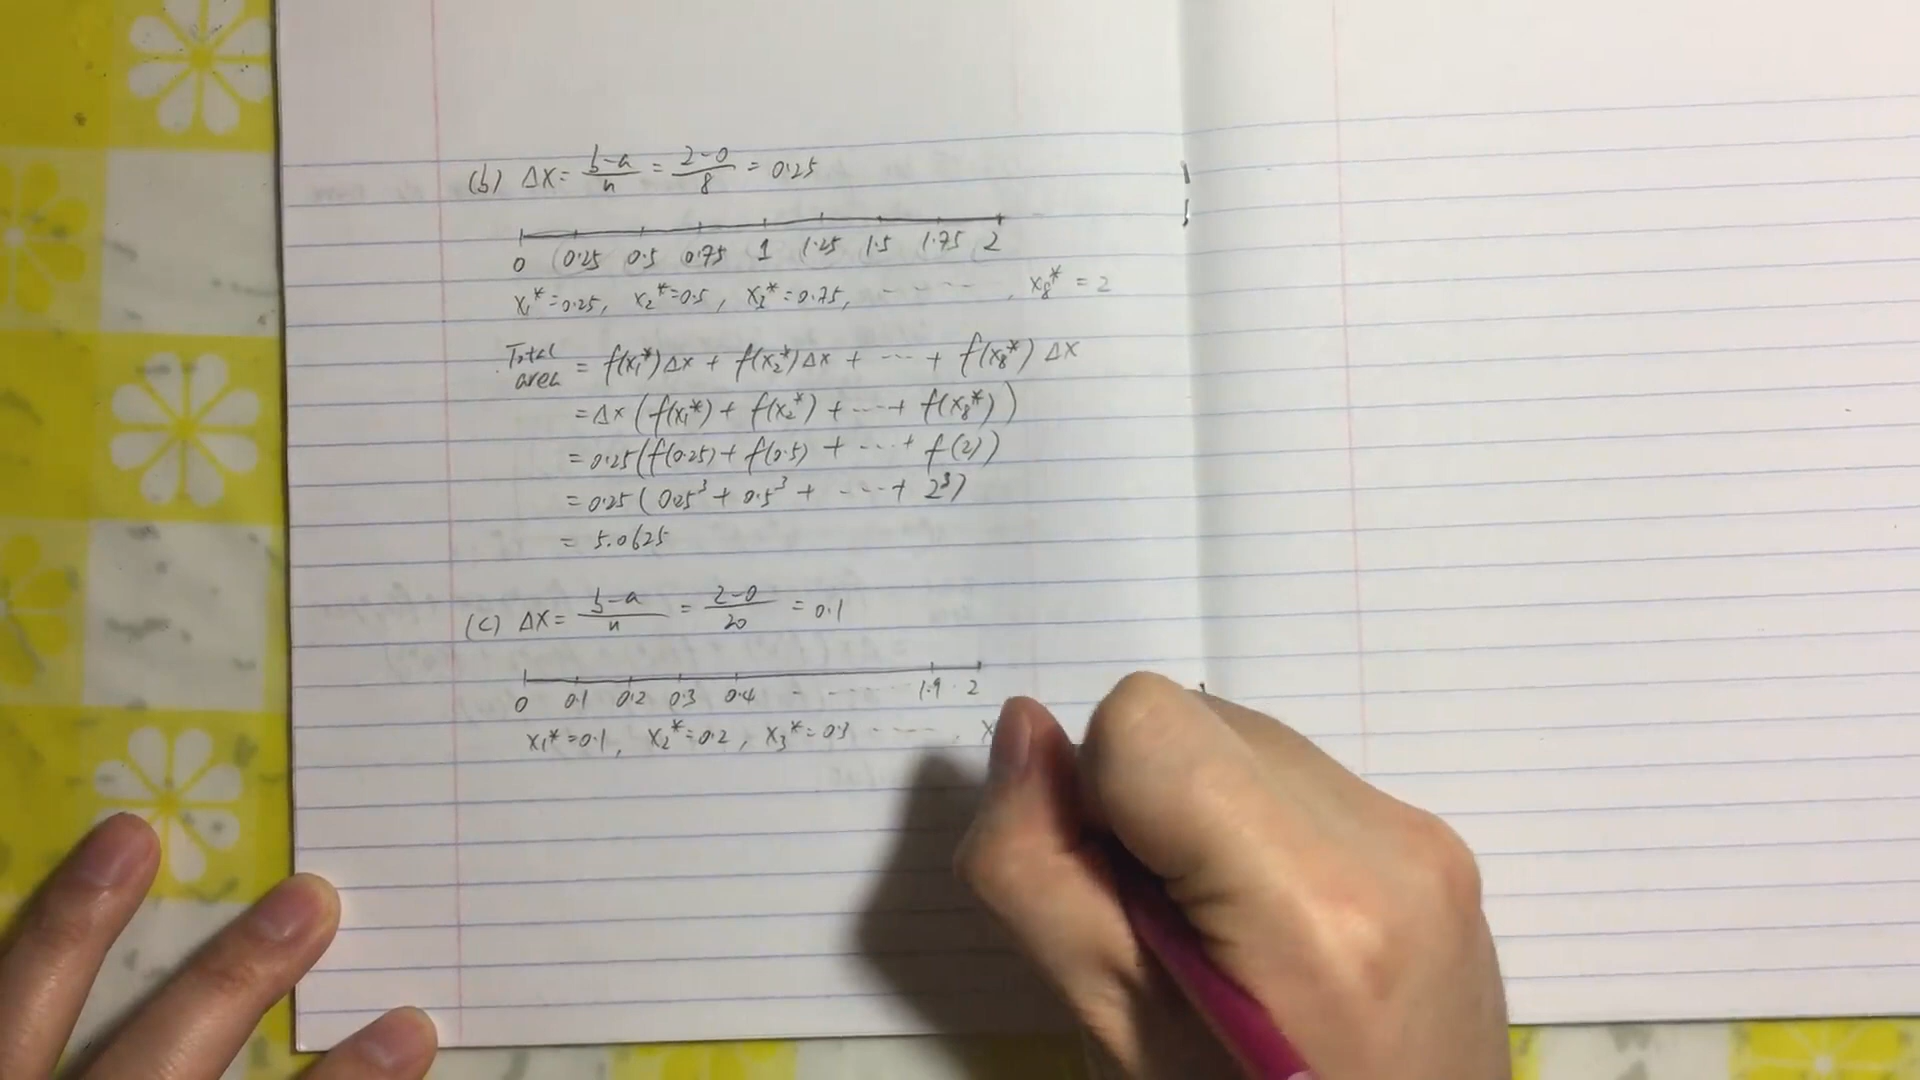 (b) Δx = b-a/n = 2-0/8 = 0.25
0 0.25 0.5 0.75 1 1.25 1.5 1.75 2
x₁* = 0.25, x₂* = 0.5, x₂* = 0.75, ------, x₈* = 2
Total area = f(x₁*)Δx + f(x₂*)Δx + --- + f(x₈*)Δx
= Δx(f(x₁*) + f(x₂*) + ---- + f(x₈*))
= 0.25(f(0.25) + f(0.5) + ---- + f(2))
= 0.25(0.25³ + 0.5³ + ---- + 2³)
= 5.0625
(c) Δx = b-a/n = 2-0/20 = 0.1
0 0.1 0.2 0.3 0.4 ------ 1.9 2
x₁* = 0.1, x₂* = 0.2, x₃* = 0.3 -----, x